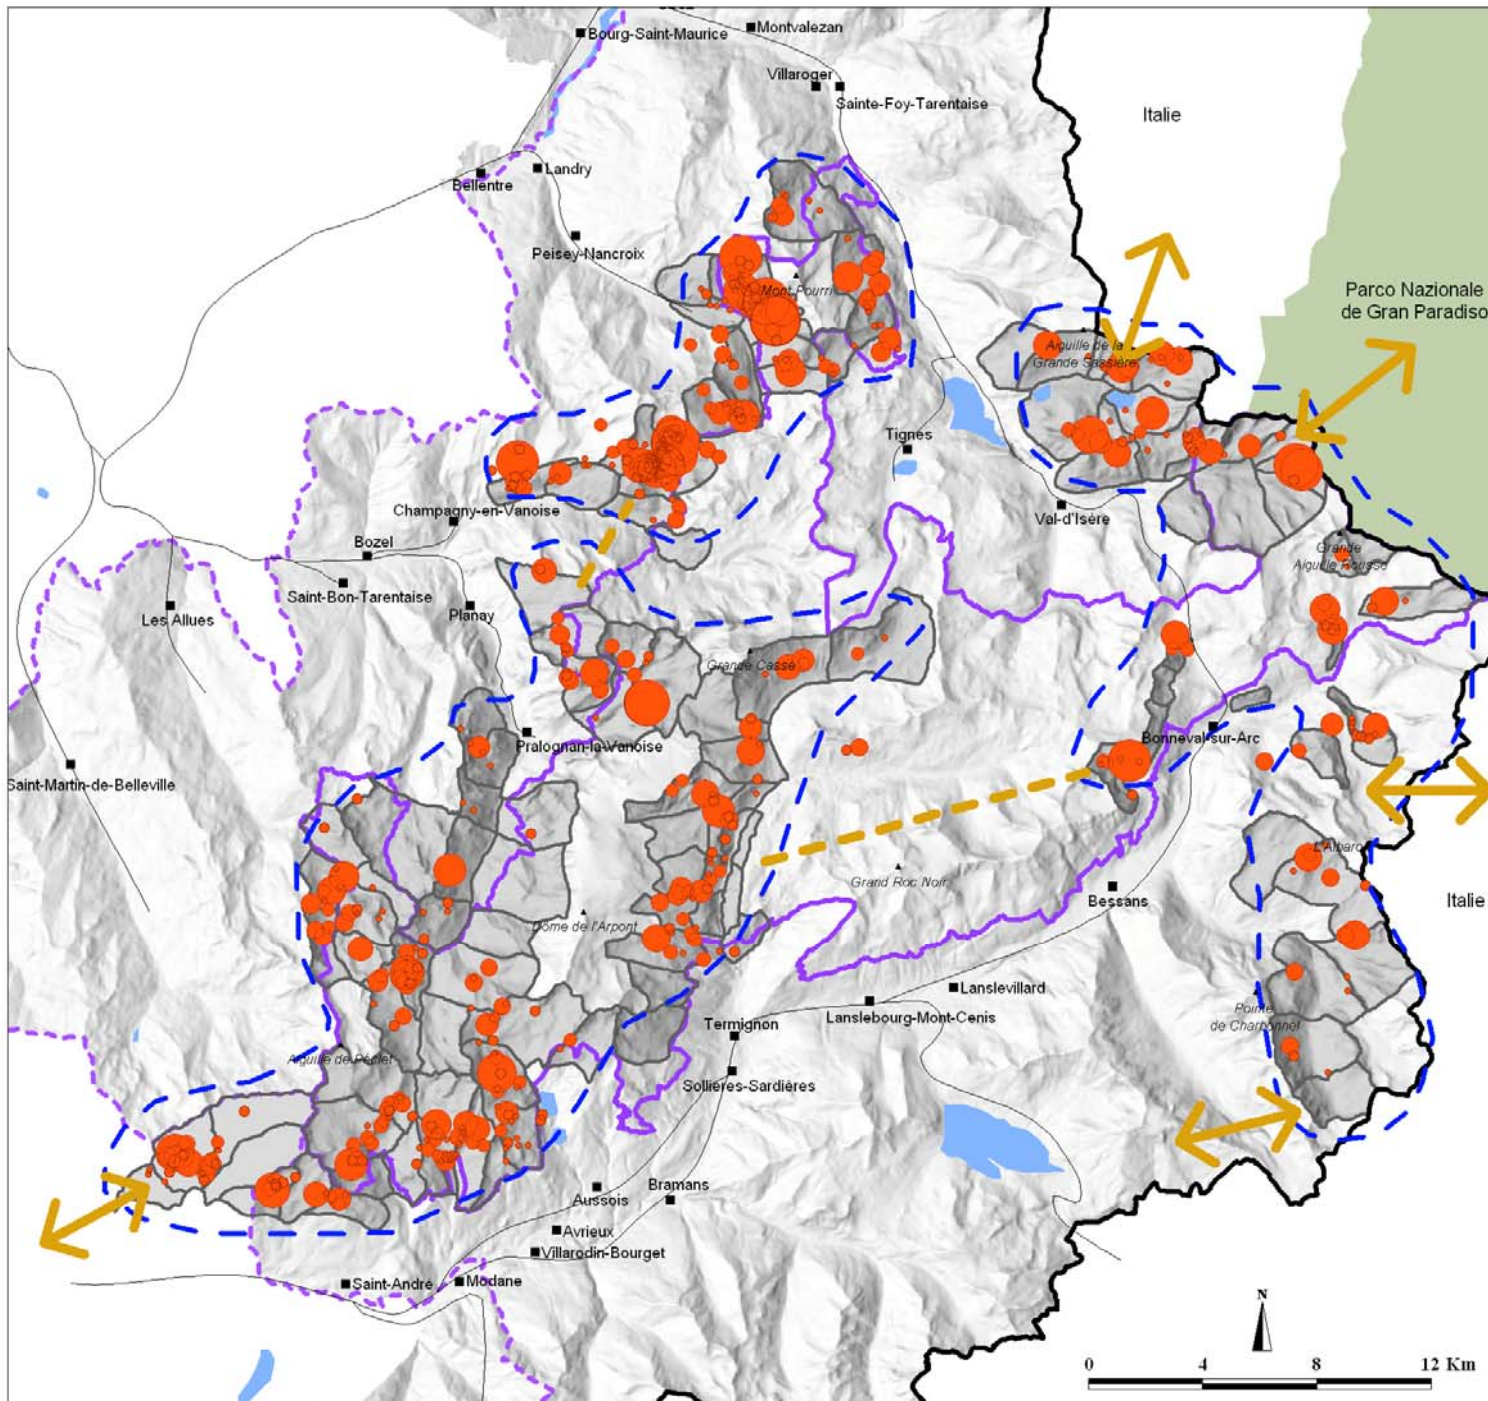 Montvalezan
Bourg-Saint-Maurice
Villaroger
Sainte-Foy-Tarentaise
Italie
Landry
Bellentre
Peisey-Nancroix
Mont Pourri
Parco Nazionale
de Gran Paradiso
Aiguille de la
Grande Sassière
Tignes
Champagny-en-Vanoise
Val-d'Isère
Bozel
Grande
Aiguille Rousse
Saint-Bon-Tarentaise
Les Allues
Planay
Grande Casse
Pralognan-la-Vanoise
Bonneval-sur-Arc
Saint-Martin-de-Belleville
L'Albaron
Grand Roc Noir
Bessans
Italie
Dôme de l'Arpont
Lanslevillard
Lanslebourg-Mont-Cenis
Pointe
de Charbonnel
Termignon
Aiguille de Péclet
Sollières-Sardières
Aussois
Bramans
Avrieux
Villarodin-Bourget
Saint-André
Modane
N
0 4 8 12 Km